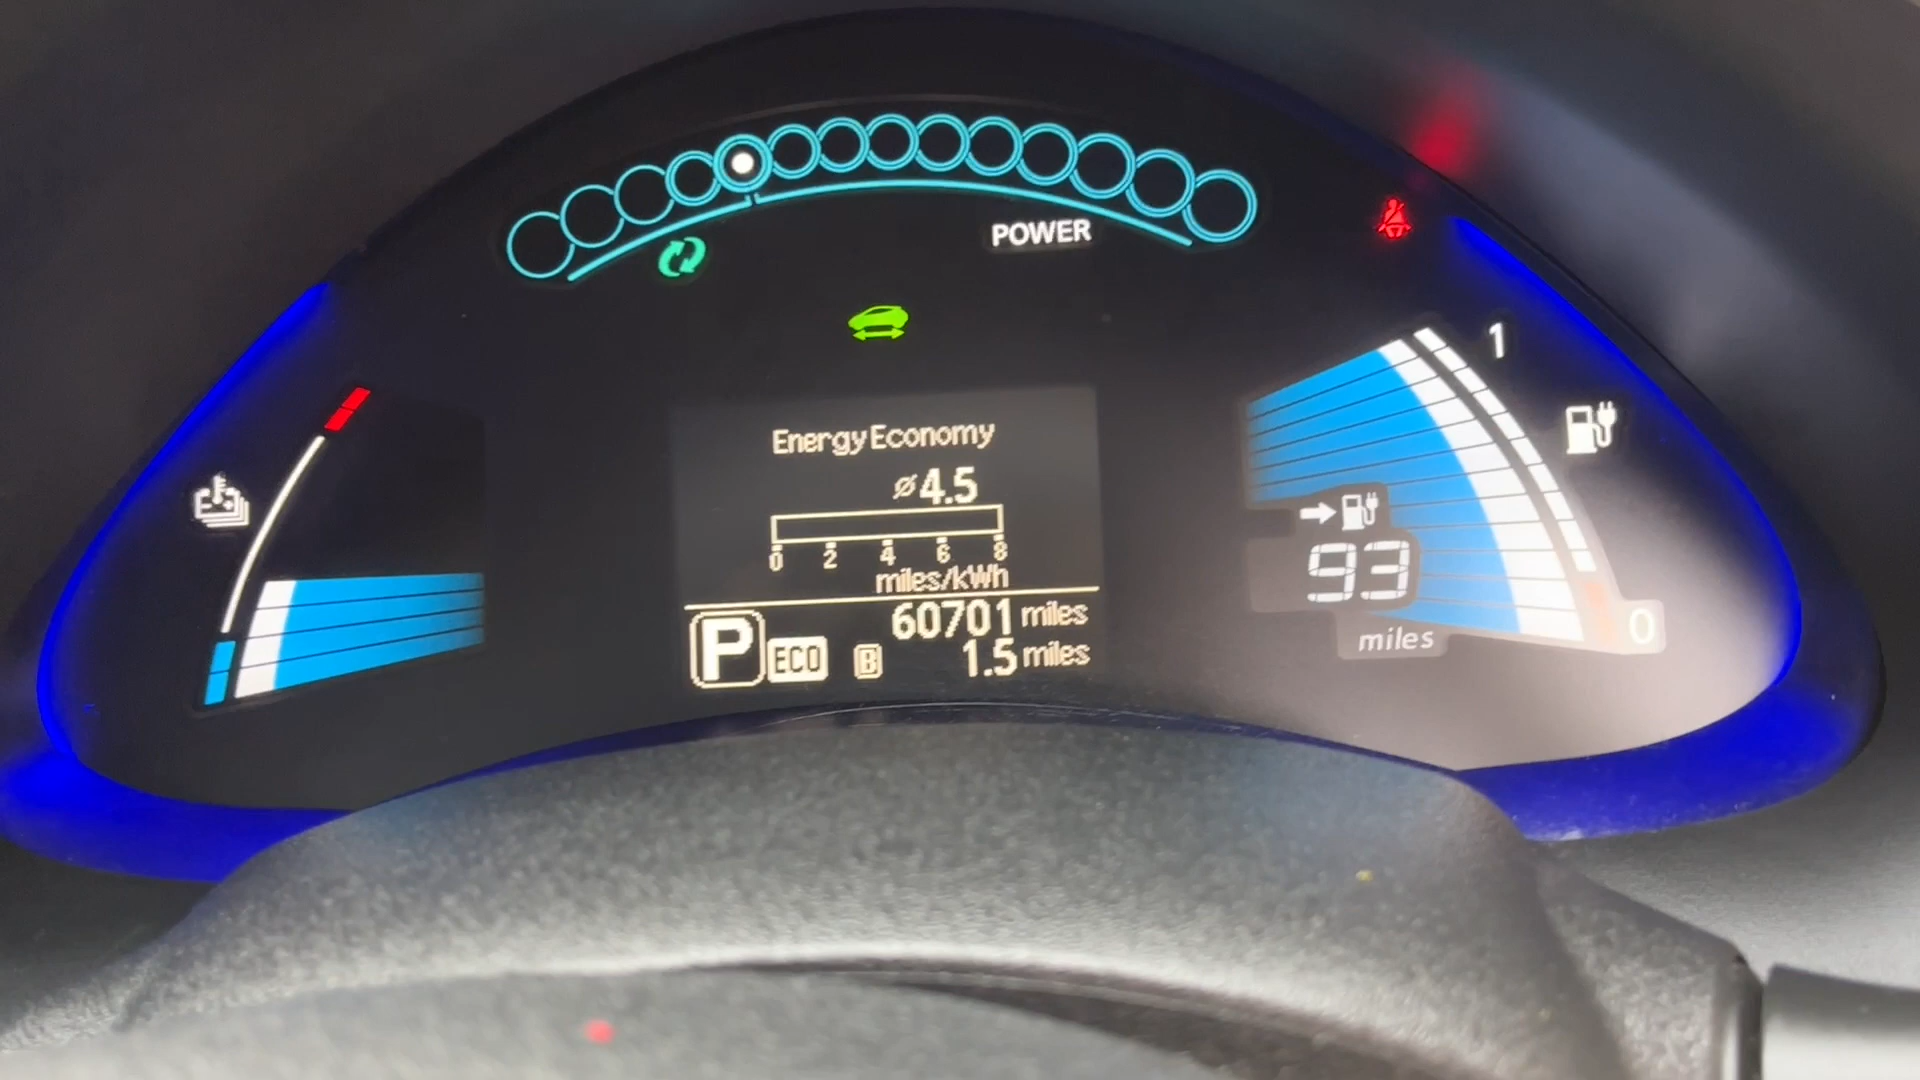 POWER
1
Energy Economy
ø4.5
0 2 4 6 8
miles/kWh
93
60701 miles
0
miles
P ECO B 1.5 miles